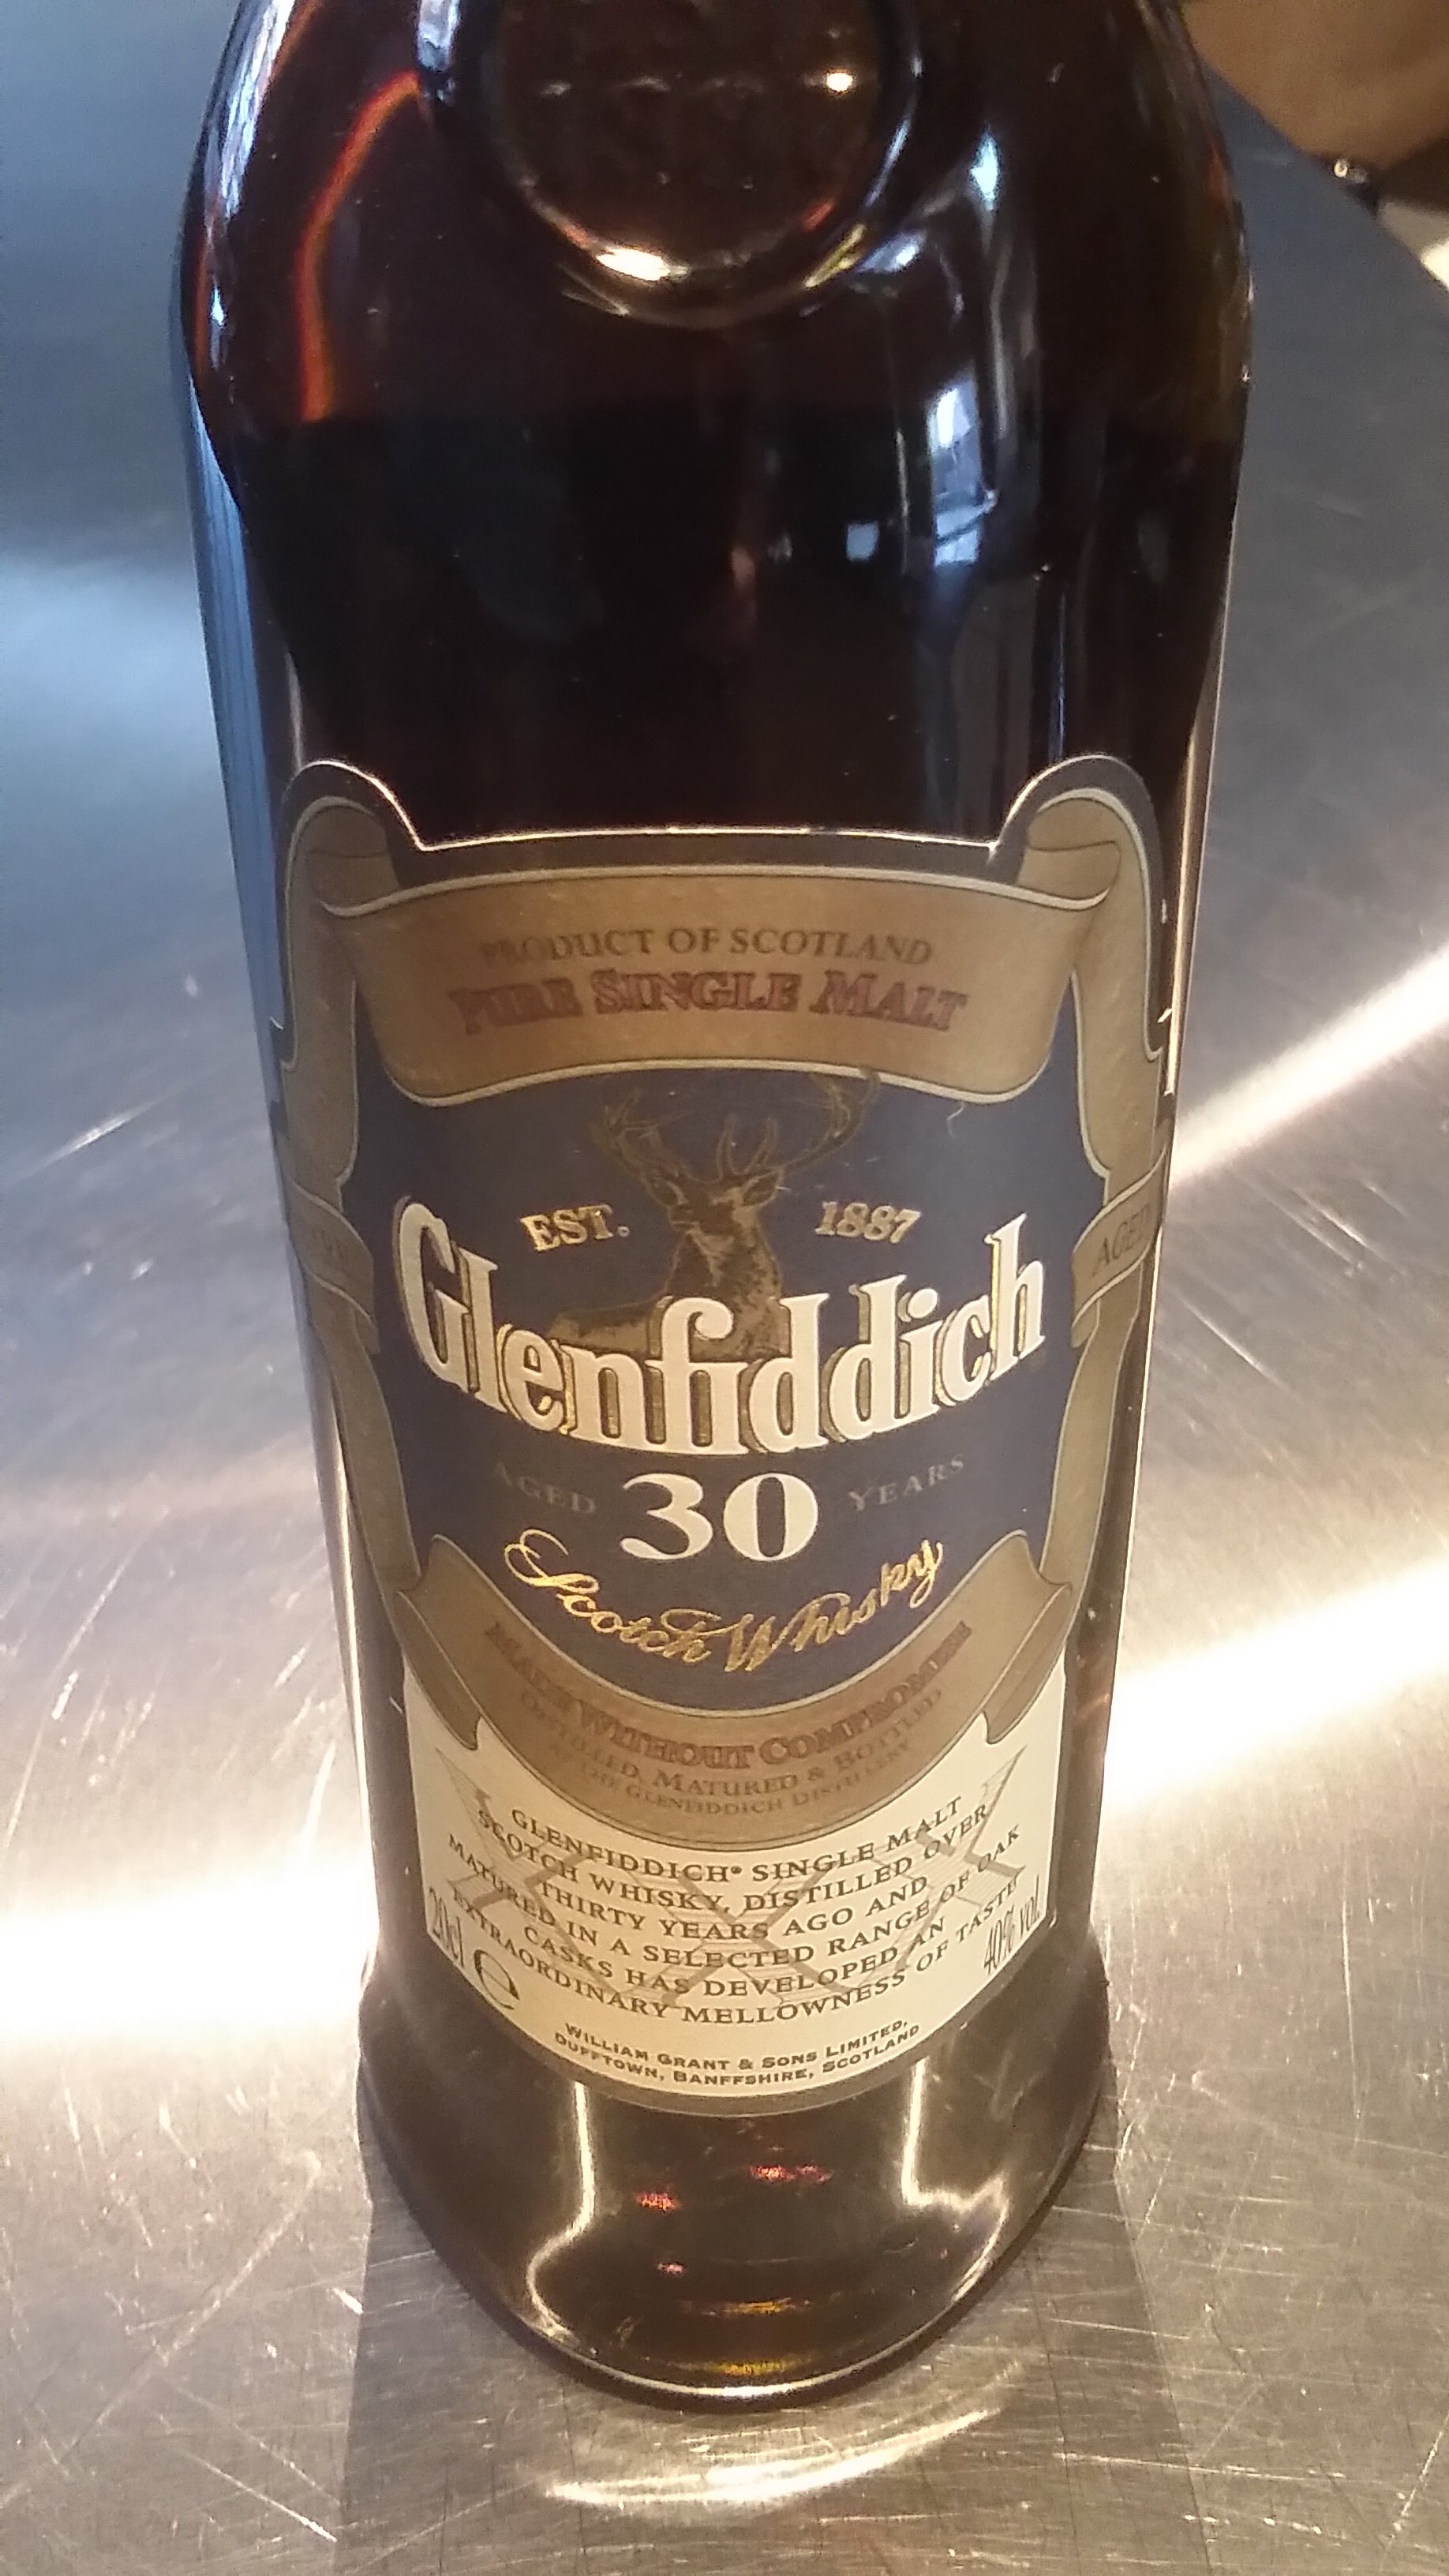 PRODUCT OF SCOTLAND
PURE SINGLE MALT
EST. 1887
Glenfiddich
AGED 30 YEARS
Scotch Whisky
AGED
MADE WITHOUT COMPROMISE
DISTILLED, MATURED & BOTTLED
AT THE GLENFIDDICH DISTILLERY
GLENFIDDICH® SINGLE MALT
SCOTCH WHISKY, DISTILLED OVER
THIRTY YEARS AGO AND
MATURED IN A SELECTED RANGE OF OAK
CASKS HAS DEVELOPED AN
EXTRAORDINARY MELLOWNESS OF TASTE
20cl e
40% vol
WILLIAM GRANT & SONS LIMITED,
DUFFTOWN, BANFFSHIRE, SCOTLAND